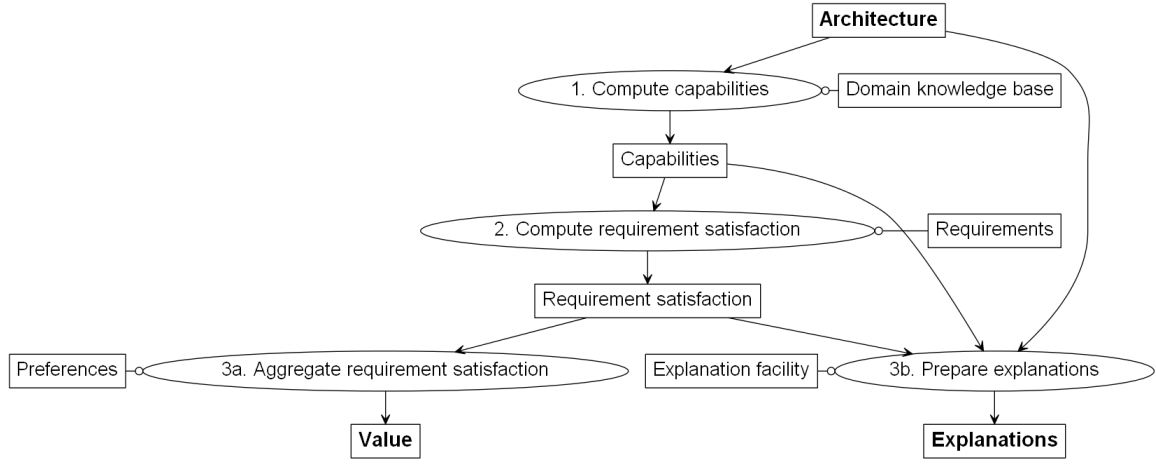 Architecture
1. Compute capabilities
Domain knowledge base
Capabilities
2. Compute requirement satisfaction
Requirements
Requirement satisfaction
Preferences
3a. Aggregate requirement satisfaction
Explanation facility
3b. Prepare explanations
Value
Explanations